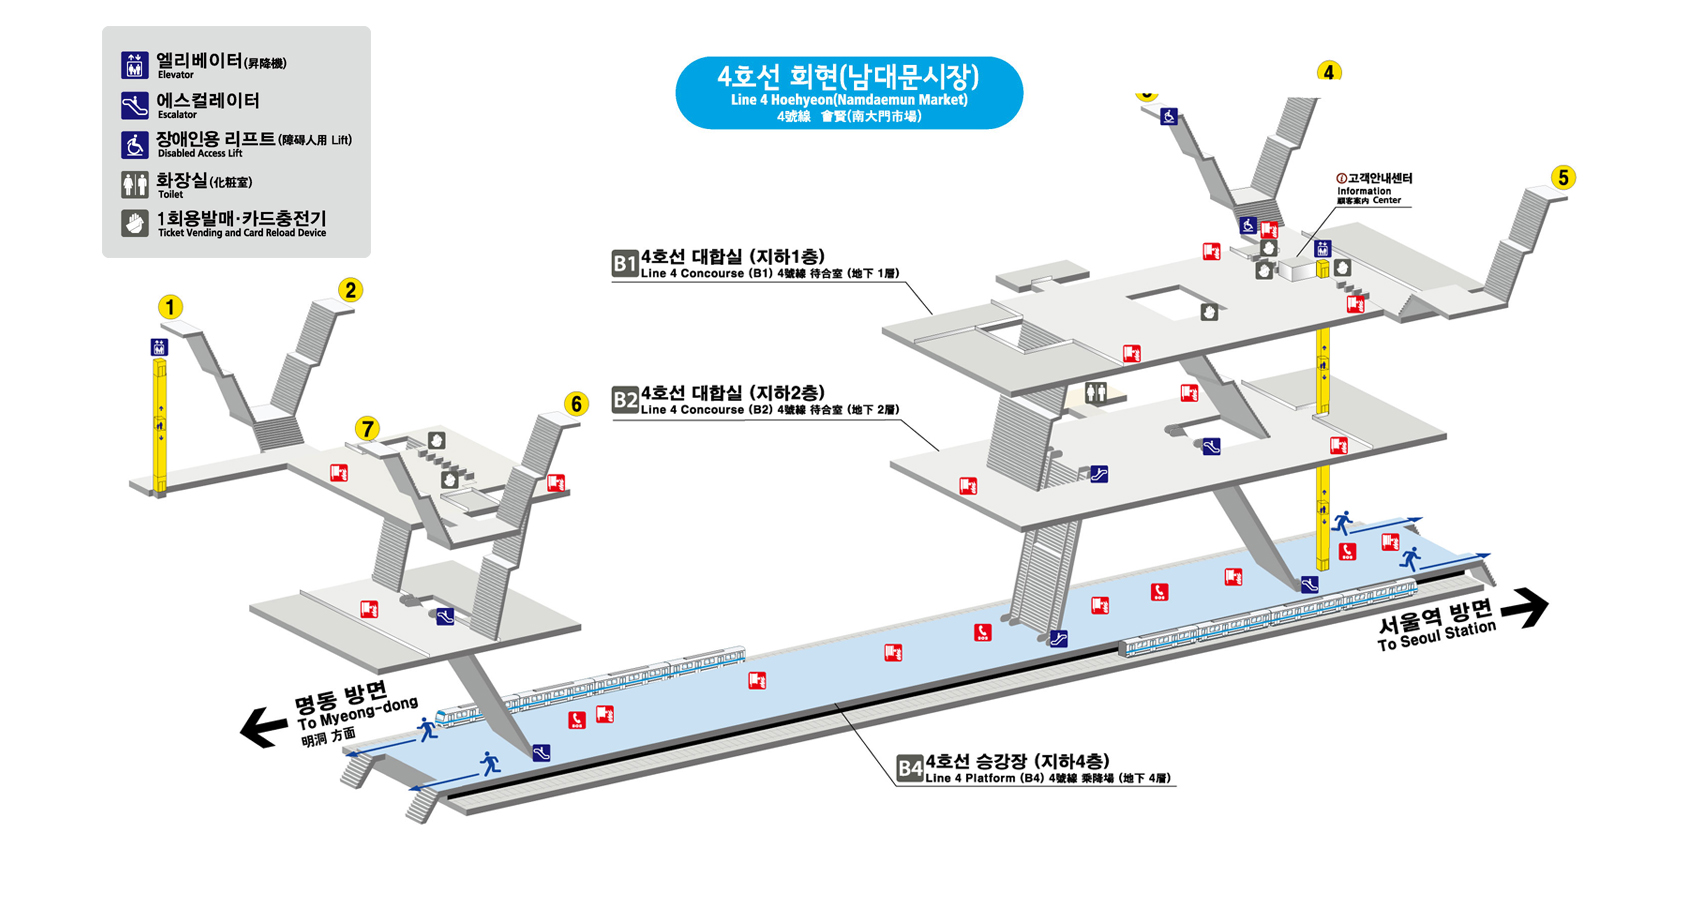 엘리베이터(昇降機)
Elevator
에스컬레이터
Escalator
장애인용 리프트(障碍人用 Lift)
Disabled Access Lift
화장실(化粧室)
Toilet
1회용발매·카드충전기
Ticket Vending and Card Reload Device
4호선 회현(남대문시장)
Line 4 Hoehyeon(Namdaemun Market)
4號線 會賢(南大門市場)
4
5
i고객안내센터
Information
顧客案內 Center
B1 4호선 대합실 (지하1층)
Line 4 Concourse (B1) 4號線 待合室 (地下 1層)
1
2
B2 4호선 대합실 (지하2층)
Line 4 Concourse (B2) 4號線 待合室 (地下 2層)
6
7
SOS
SOS
SOS
SOS
서울역 방면
To Seoul Station
명동 방면
To Myeong-dong
明洞 方面
B4 4호선 승강장 (지하4층)
Line 4 Platform (B4) 4號線 乘降場 (地下 4層)